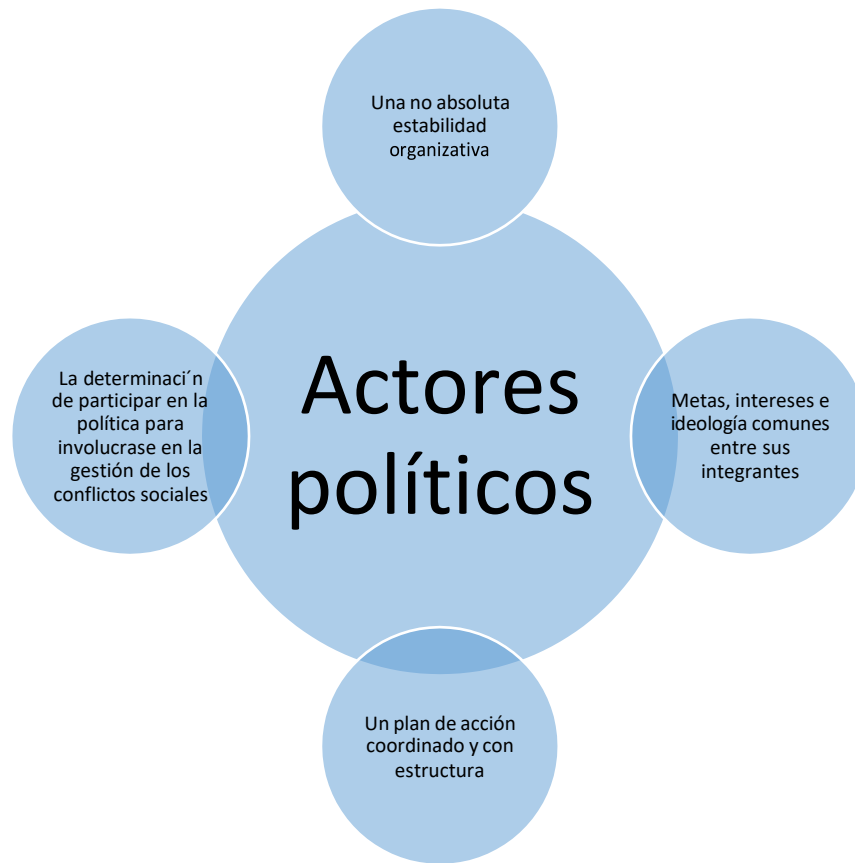 Una no absoluta
estabilidad
organizativa
La determinaci´n
de participar en la
política para
involucrase en la
gestión de los
conflictos sociales
Actores
políticos
Metas, intereses e
ideología comunes
entre sus
integrantes
Un plan de acción
coordinado y con
estructura